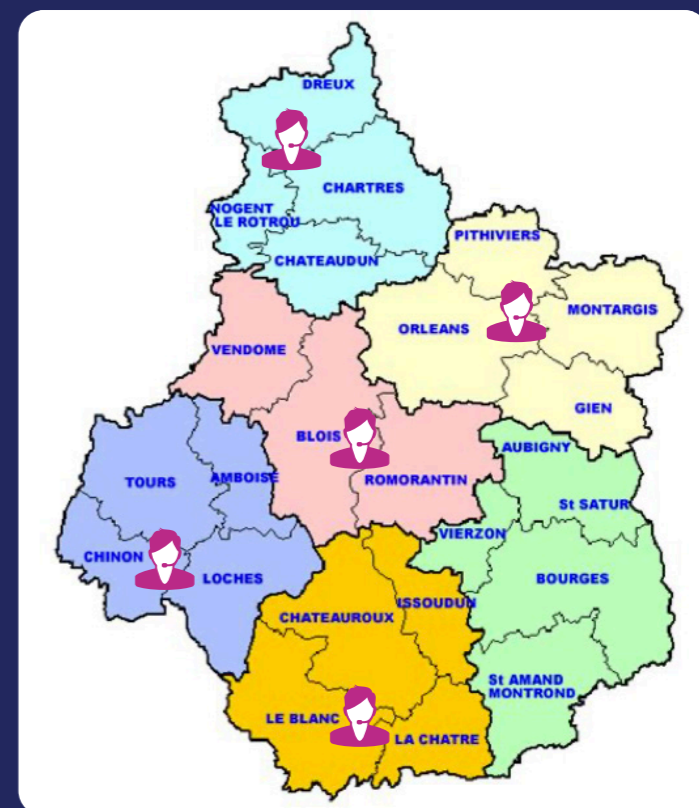 DREUX
CHARTRES
NOGENT
LE ROTROU
CHATEAUDUN
PITHIVIERS
ORLEANS
MONTARGIS
GIEN
VENDOME
BLOIS
ROMORANTIN
TOURS
AMBOISE
CHINON
LOCHES
AUBIGNY
St SATUR
VIERZON
BOURGES
St AMAND
MONTROND
CHATEAUROUX
ISSOUDUN
LE BLANC
LA CHATRE